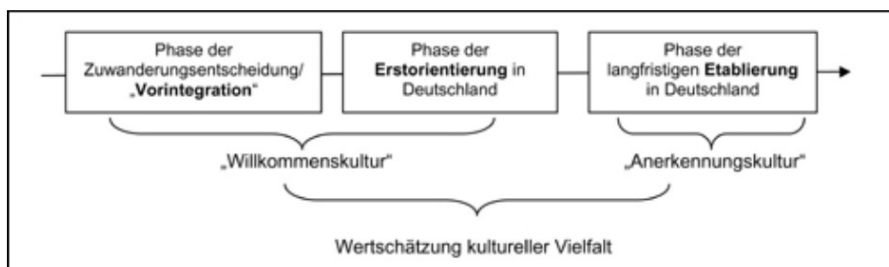 Phase der
Zuwanderungsentscheidung/
„Vorintegration“
Phase der
Erstorientierung in
Deutschland
Phase der
langfristigen Etablierung
in Deutschland
„Willkommenskultur“
„Anerkennungskultur“
Wertschätzung kultureller Vielfalt